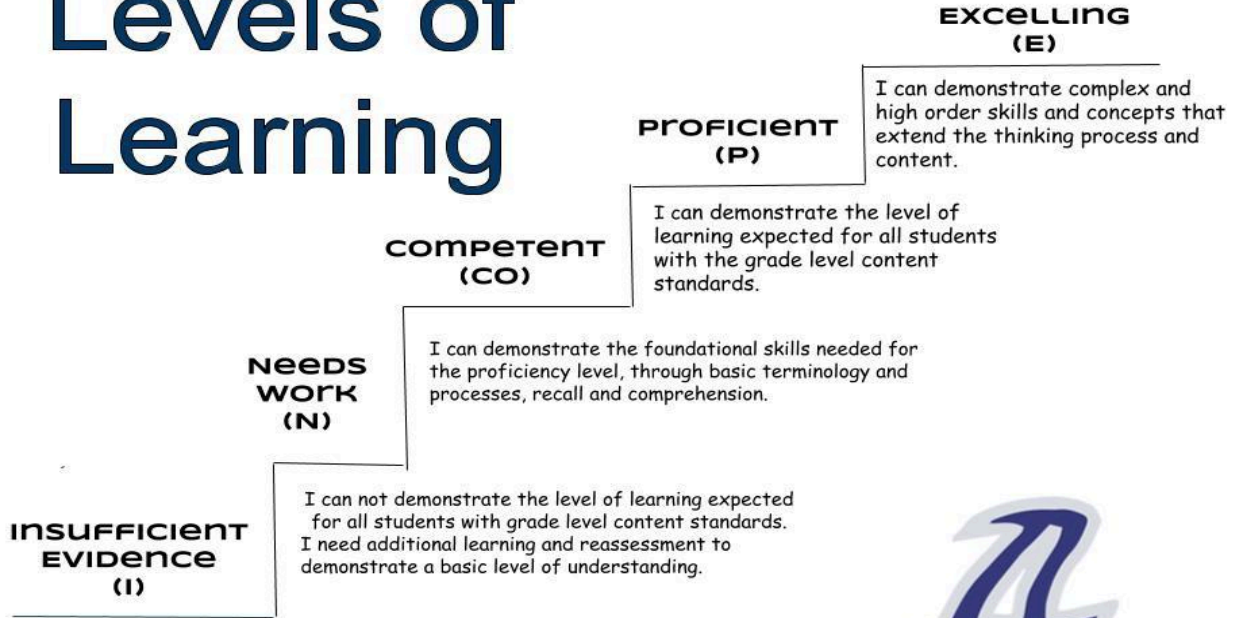 Levels of
Learning
EXCELLING
(E)
I can demonstrate complex and
high order skills and concepts that
extend the thinking process and
content.
PROFICIENT
(P)
I can demonstrate the level of
learning expected for all students
with the grade level content
standards.
COMPETENT
(CO)
I can demonstrate the foundational skills needed for
the proficiency level, through basic terminology and
processes, recall and comprehension.
NEEDS
WORK
(N)
I can not demonstrate the level of learning expected
for all students with grade level content standards.
I need additional learning and reassessment to
demonstrate a basic level of understanding.
INSUFFICIENT
EVIDENCE
(I)